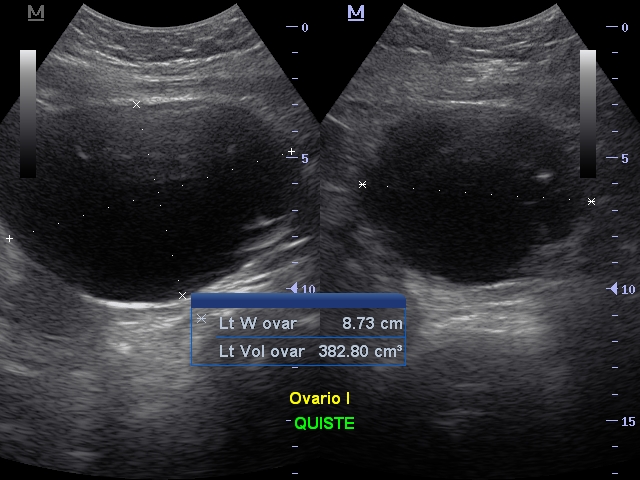 M M
0 0
5 5
10 10
Lt W ovar 8.73 cm
Lt Vol ovar 382.80 cm³
Ovario I
QUISTE
15